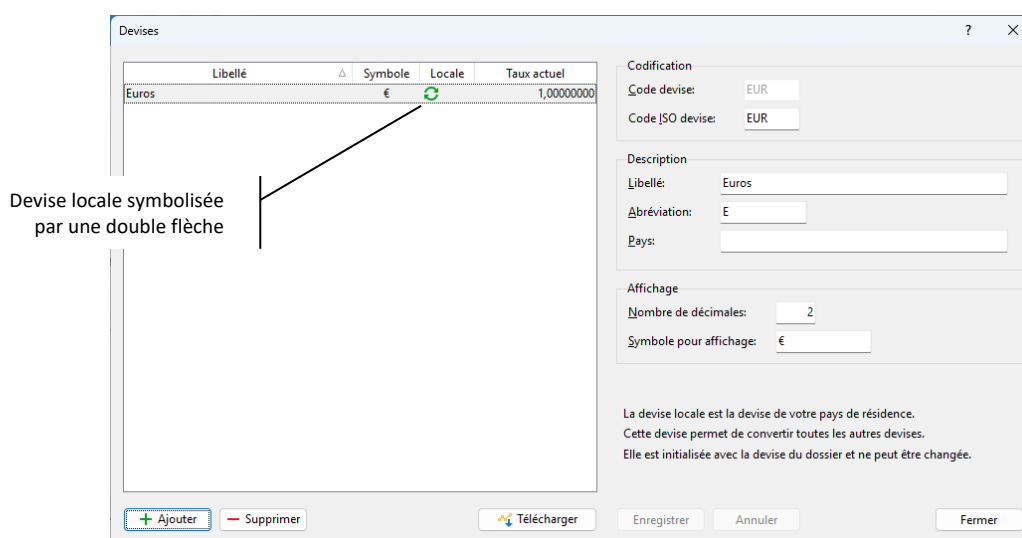 Devises
?
Libellé Symbole Locale Taux actuel
Euros € 1,00000000
Devise locale symbolisée
par une double flèche
Codification
Code devise: EUR
Code ISO devise: EUR
Description
Libellé: Euros
Abréviation: E
Pays:
Affichage
Nombre de décimales: 2
Symbole pour affichage: €
La devise locale est la devise de votre pays de résidence.
Cette devise permet de convertir toutes les autres devises.
Elle est initialisée avec la devise du dossier et ne peut être changée.
Ajouter Supprimer Télécharger Enregistrer Annuler Fermer